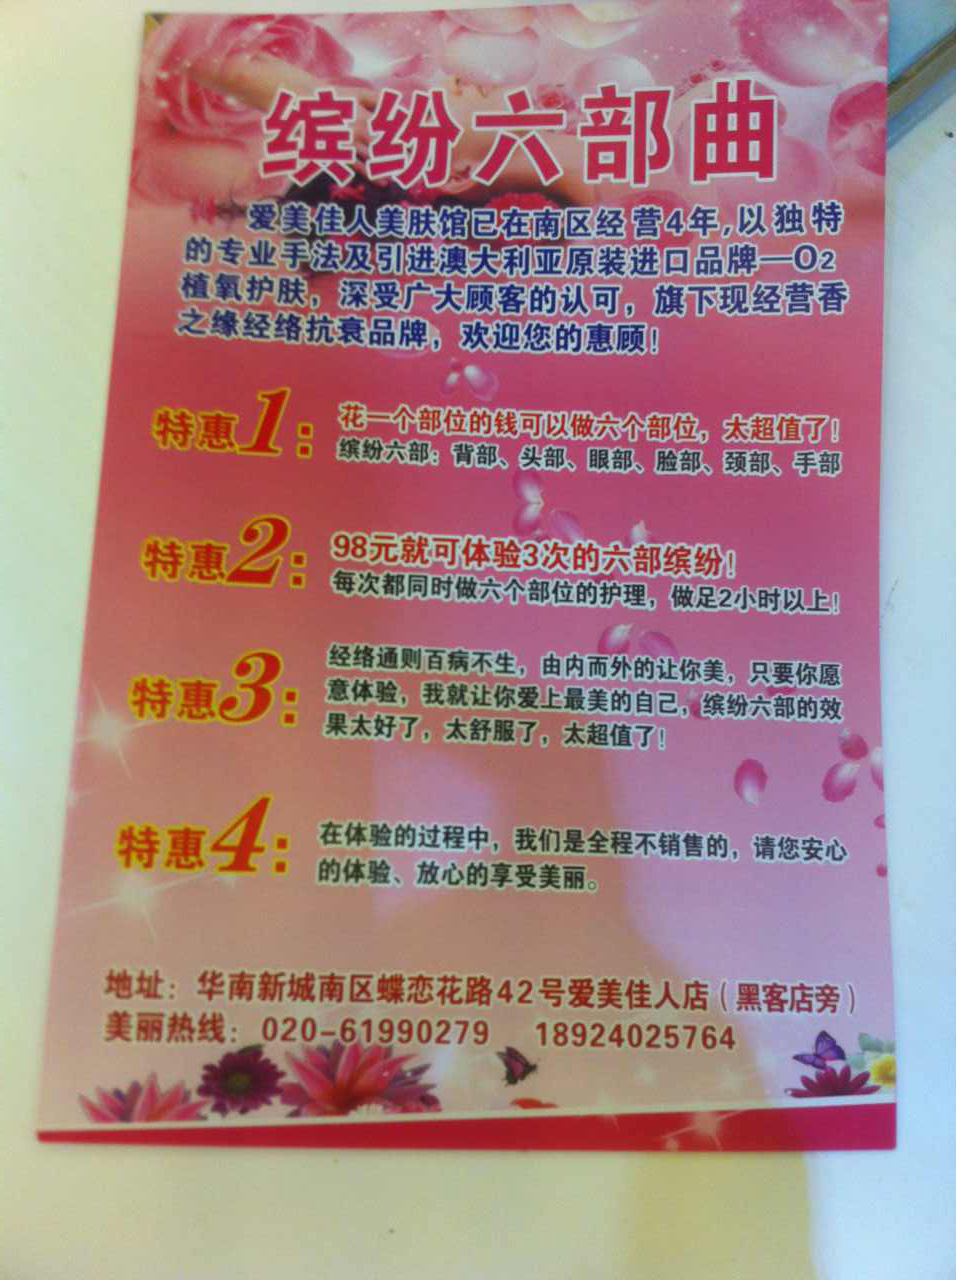 缤纷六部曲
爱美佳人美肤馆已在南区经营4年,以独特
的专业手法及引进澳大利亚原装进口品牌—O2
植氧护肤，深受广大顾客的认可，旗下现经营香
之缘经络抗衰品牌，欢迎您的惠顾！
特惠1：花一个部位的钱可以做六个部位，太超值了！
缤纷六部：背部、头部、眼部、脸部、颈部、手部
特惠2：98元就可体验3次的六部缤纷！
每次都同时做六个部位的护理，做足2小时以上！
经络通则百病不生，由内而外的让你美，只要你愿
特惠3：意体验，我就让你爱上最美的自己，缤纷六部的效
果太好了，太舒服了，太超值了！
特惠4：在体验的过程中，我们是全程不销售的，请您安心
的体验、放心的享受美丽。
地址：华南新城南区蝶恋花路42号爱美佳人店（黑客店旁）
美丽热线：020-61990279 18924025764